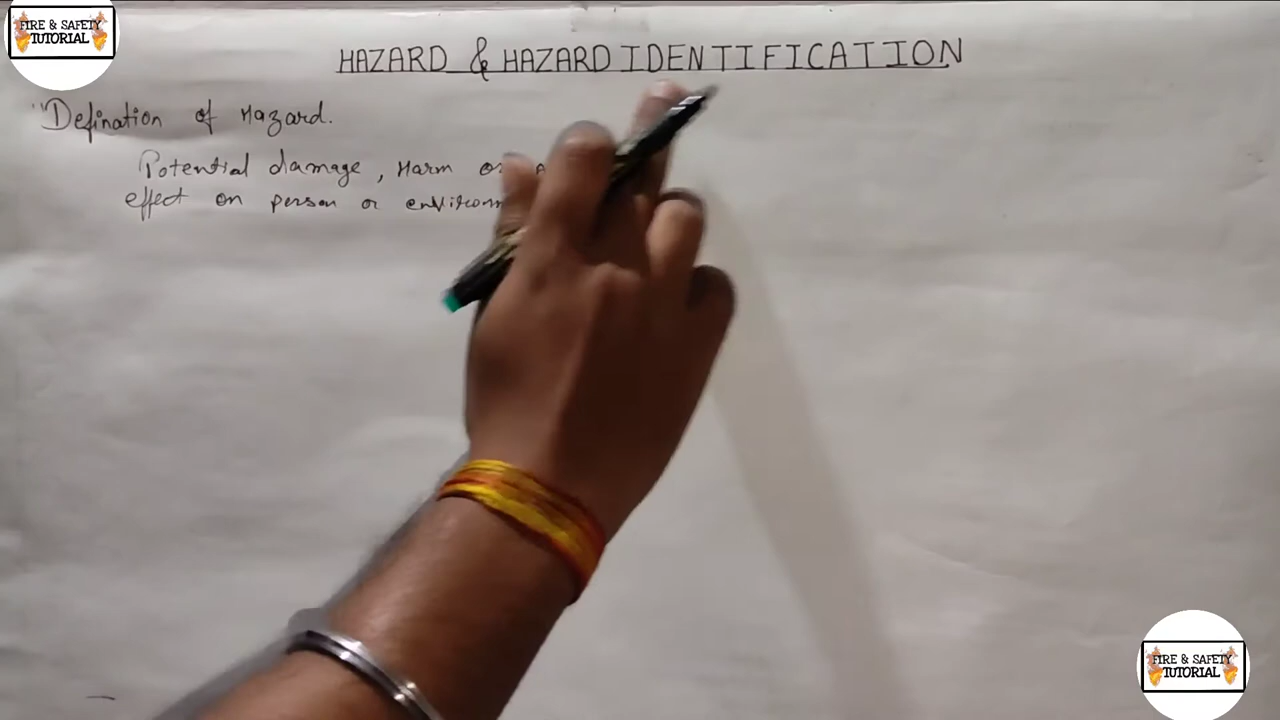 FIRE & SAFETY
TUTORIAL
HAZARD & HAZARD IDENTIFICATION
"Defination of Hazard.
Potential damage, Harm or
effect on person or
FIRE & SAFETY
TUTORIAL